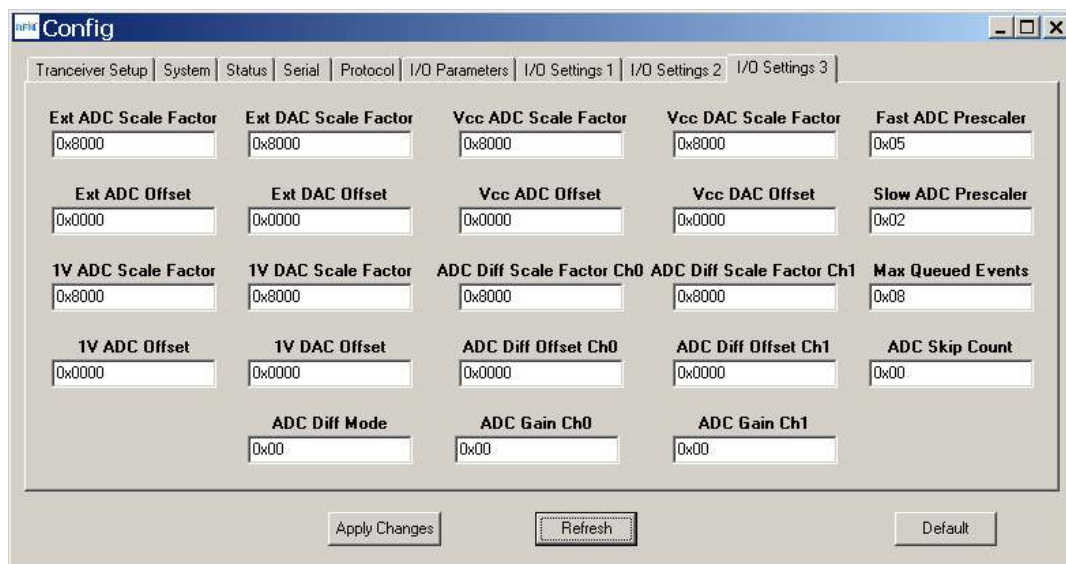 Config
Tranceiver Setup System Status Serial Protocol I/O Parameters I/O Settings 1 I/O Settings 2 I/O Settings 3
Ext ADC Scale Factor Ext DAC Scale Factor Vcc ADC Scale Factor Vcc DAC Scale Factor Fast ADC Prescaler
0x8000 0x8000 0x8000 0x8000 0x05
Ext ADC Offset Ext DAC Offset Vcc ADC Offset Vcc DAC Offset Slow ADC Prescaler
0x0000 0x0000 0x0000 0x0000 0x02
1V ADC Scale Factor 1V DAC Scale Factor ADC Diff Scale Factor Ch0 ADC Diff Scale Factor Ch1 Max Queued Events
0x8000 0x8000 0x8000 0x8000 0x08
1V ADC Offset 1V DAC Offset ADC Diff Offset Ch0 ADC Diff Offset Ch1 ADC Skip Count
0x0000 0x0000 0x0000 0x0000 0x00
ADC Diff Mode ADC Gain Ch0 ADC Gain Ch1
0x00 0x00 0x00
Apply Changes Refresh Default